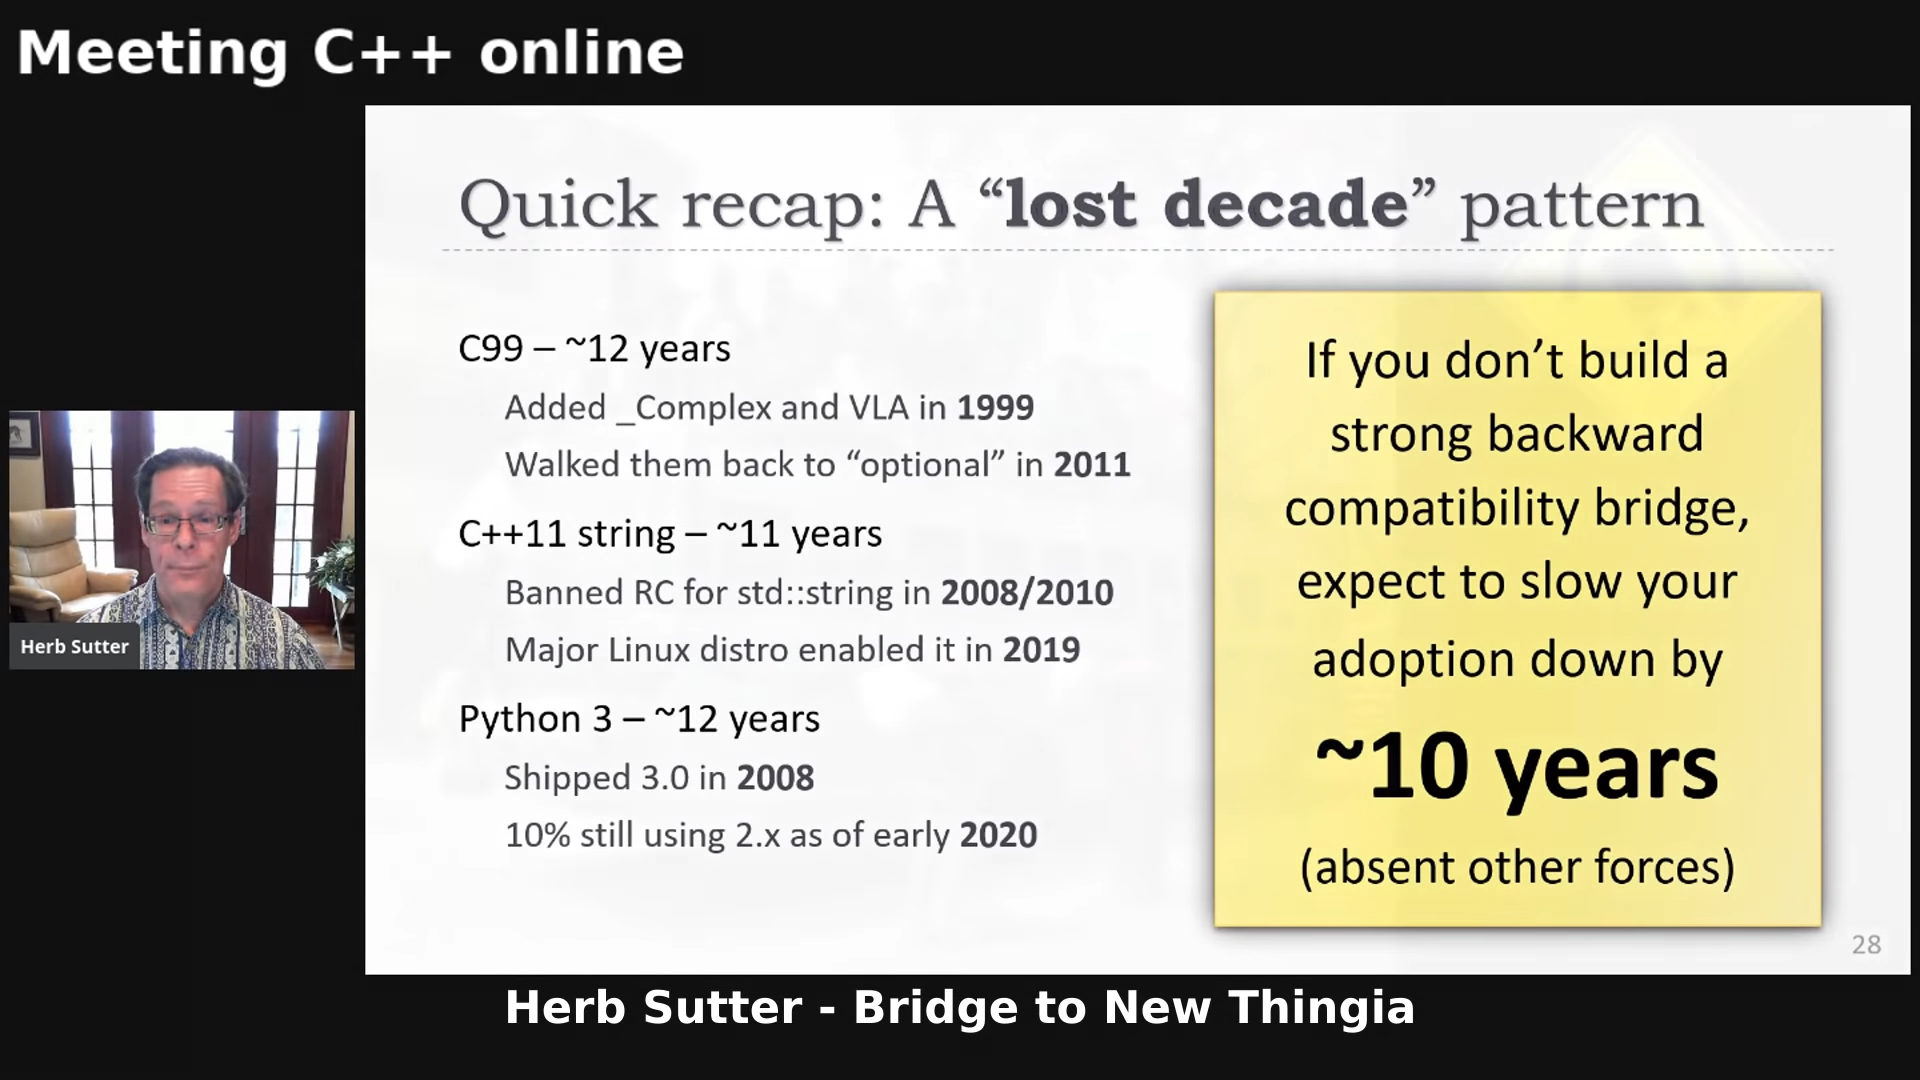 Meeting C++ online
Quick recap: A “lost decade” pattern
C99 – ~12 years
Added _Complex and VLA in 1999
Walked them back to “optional” in 2011
C++11 string – ~11 years
Banned RC for std::string in 2008/2010
Major Linux distro enabled it in 2019
Python 3 – ~12 years
Shipped 3.0 in 2008
10% still using 2.x as of early 2020
If you don’t build a
strong backward
compatibility bridge,
expect to slow your
adoption down by
~10 years
(absent other forces)
28
Herb Sutter
Herb Sutter - Bridge to New Thingia